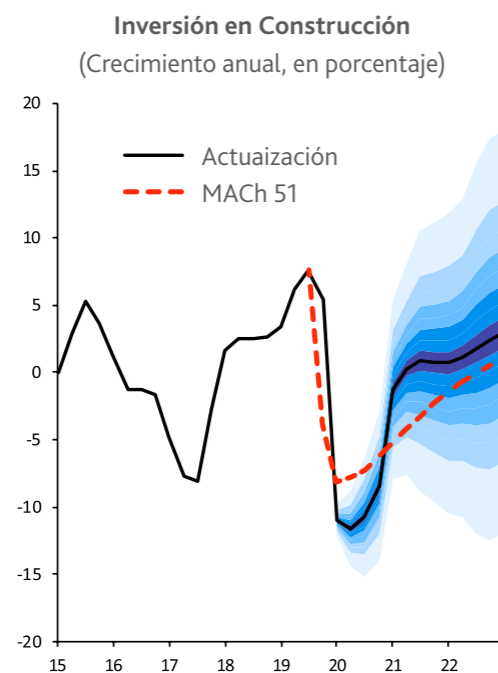 Inversión en Construcción
(Crecimiento anual, en porcentaje)
20
15
10
5
0
-5
-10
-15
-20
Actuaización
MACh 51
15 16 17 18 19 20 21 22